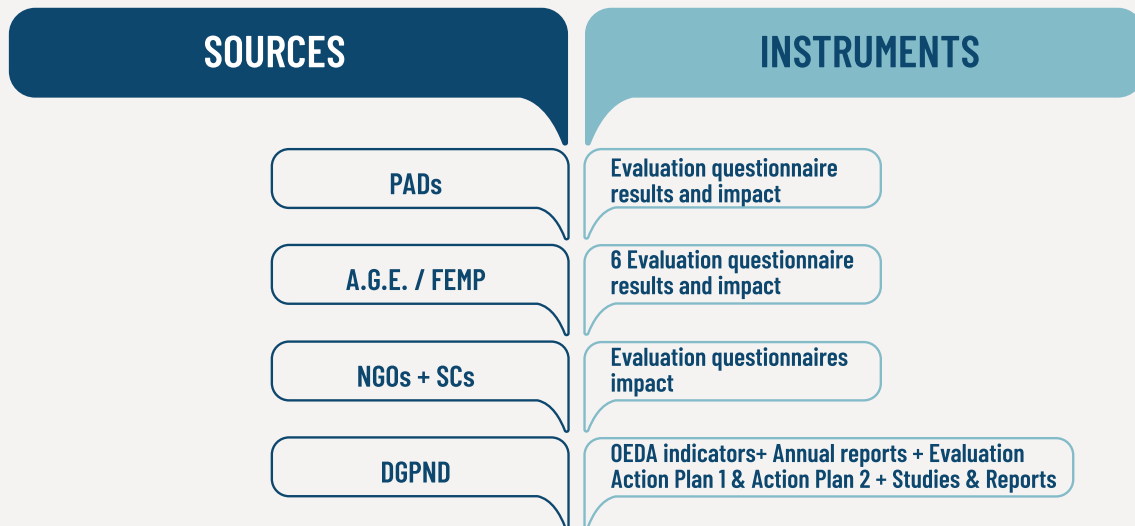 SOURCES
INSTRUMENTS
PADs
Evaluation questionnaire
results and impact
A.G.E. / FEMP
6 Evaluation questionnaire
results and impact
NGOs + SCs
Evaluation questionnaires
impact
DGPND
OEDA indicators+ Annual reports + Evaluation
Action Plan 1 & Action Plan 2 + Studies & Reports